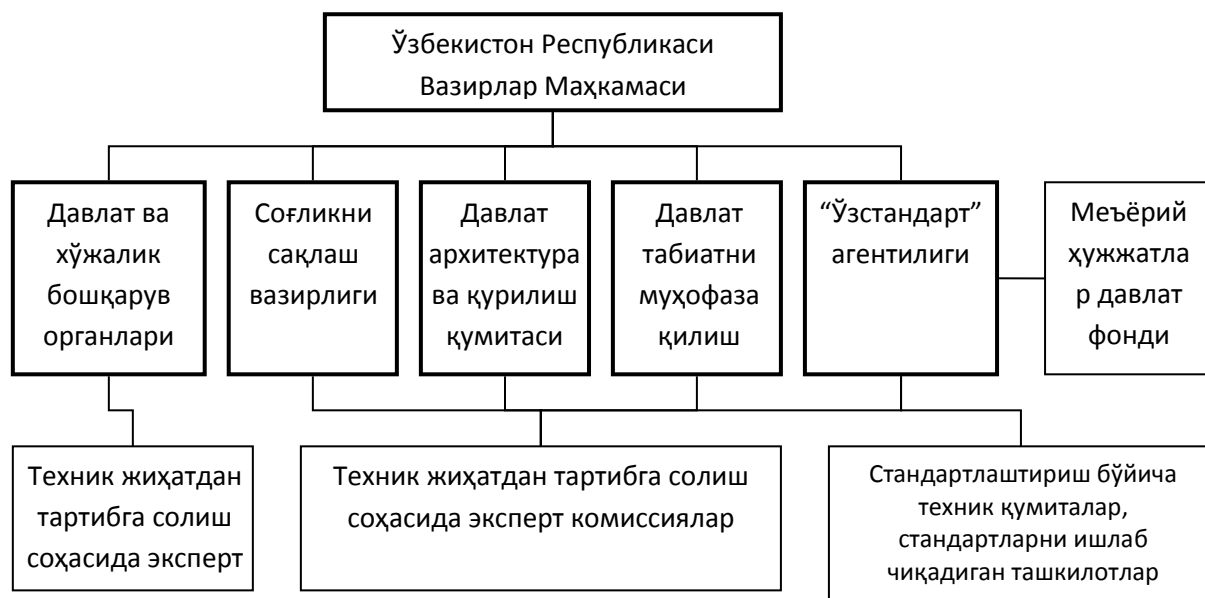 Ўзбекистон Республикаси
Вазирлар Маҳкамаси
Давлат ва
хўжалик
бошқарув
органлари
Соғликни
сақлаш
вазирлиги
Давлат
архитектура
ва қурилиш
қумитаси
Давлат
табиатни
муҳофаза
қилиш
“Ўзстандарт”
агентилиги
Меъёрий
ҳужжатла
р давлат
фонди
Техник жиҳатдан
тартибга солиш
соҳасида эксперт
Техник жиҳатдан тартибга солиш
соҳасида эксперт комиссиялар
Стандартлаштириш бўйича
техник қумиталар,
стандартларни ишлаб
чиқадиган ташкилотлар